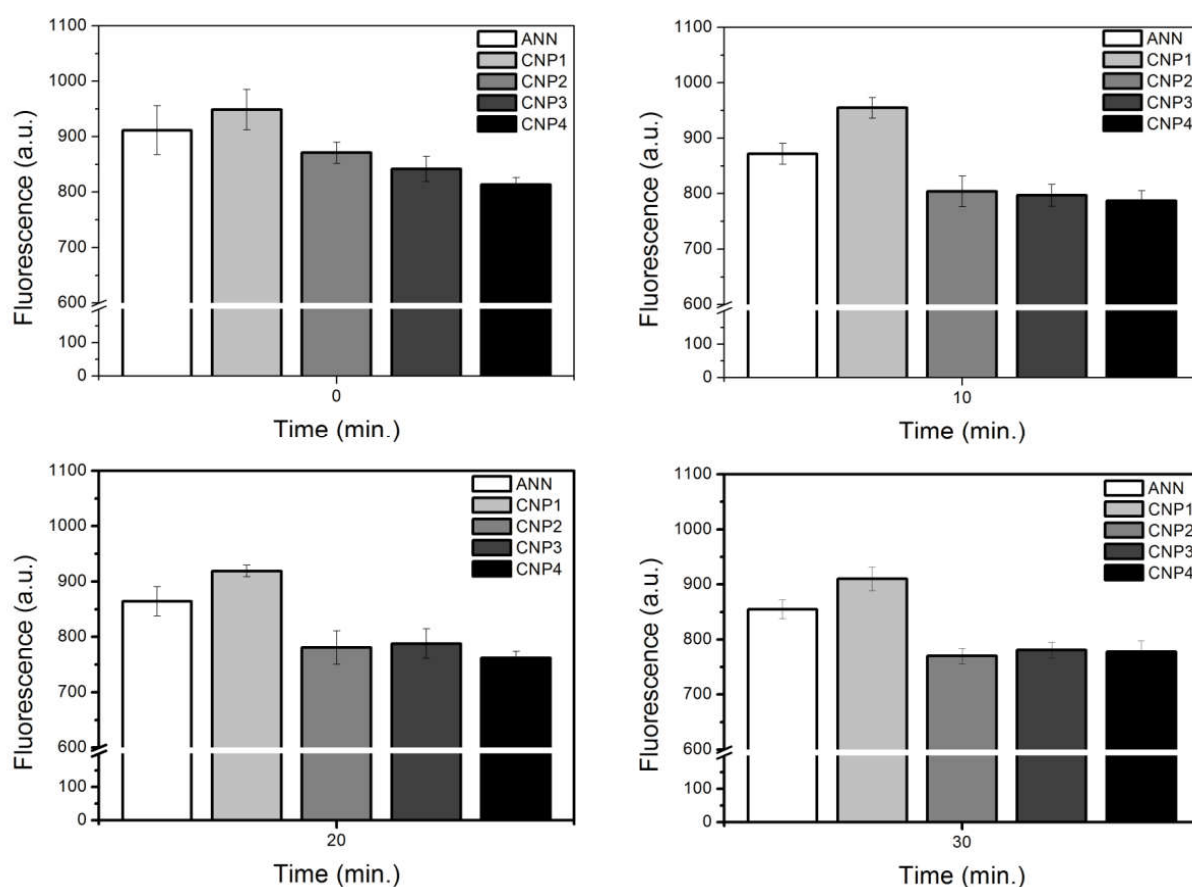 1100
1000
900
800
700
600
100
0
Fluorescence (a.u.)
ANN
CNP1
CNP2
CNP3
CNP4
0
Time (min.)
1100
1000
900
800
700
600
100
0
Fluorescence (a.u.)
ANN
CNP1
CNP2
CNP3
CNP4
10
Time (min.)
1100
1000
900
800
700
600
100
0
Fluorescence (a.u.)
ANN
CNP1
CNP2
CNP3
CNP4
20
Time (min.)
1100
1000
900
800
700
600
100
0
Fluorescence (a.u.)
ANN
CNP1
CNP2
CNP3
CNP4
30
Time (min.)